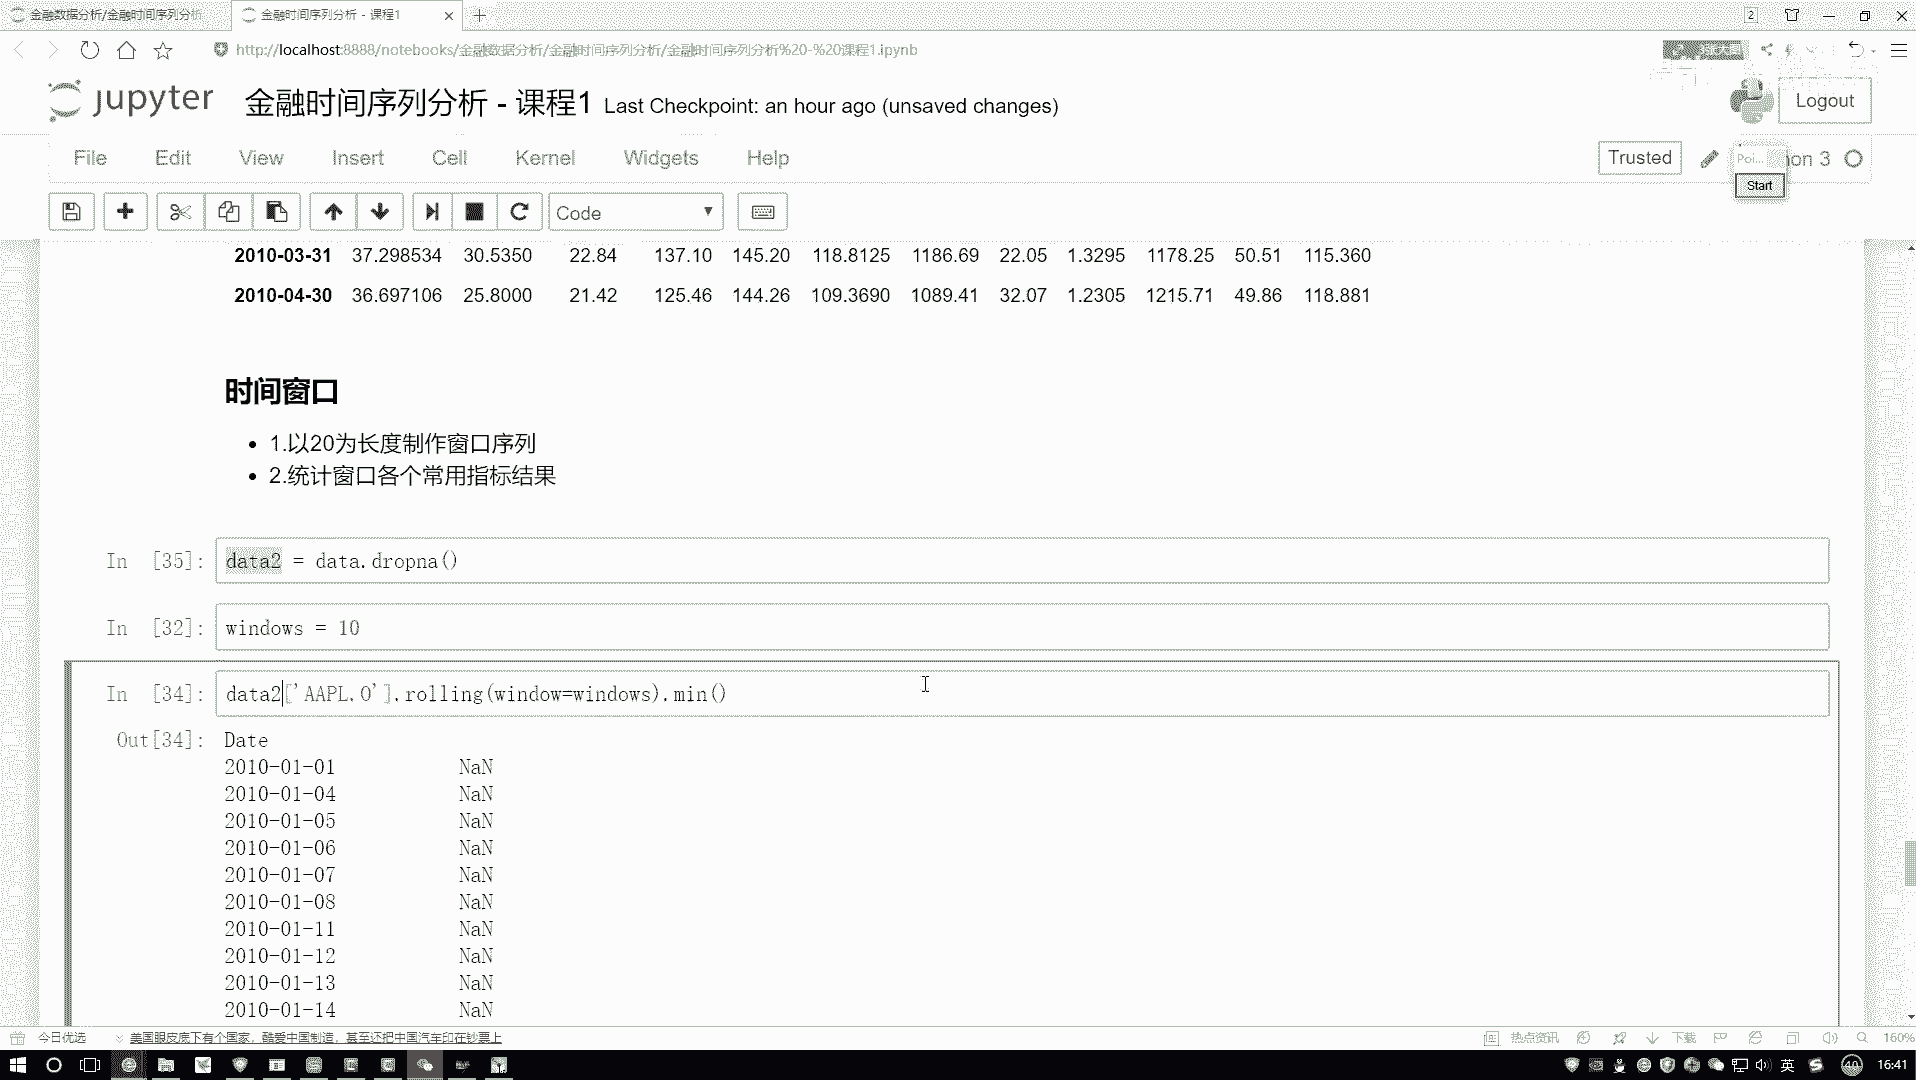 金融数据分析/金融时间序列分析
金融时间序列分析 - 课程1
2
http://localhost:8888/notebooks/金融数据分析/金融时间序列分析/金融时间序列分析%20-%20课程1.ipynb
jupyter 金融时间序列分析 - 课程1 Last Checkpoint: an hour ago (unsaved changes)
Logout
File Edit View Insert Cell Kernel Widgets Help
Trusted
Poi...
on 3
Start
Code
2010-03-31 37.298534 30.5350 22.84 137.10 145.20 118.8125 1186.69 22.05 1.3295 1178.25 50.51 115.360
2010-04-30 36.697106 25.8000 21.42 125.46 144.26 109.3690 1089.41 32.07 1.2305 1215.71 49.86 118.881
时间窗口
• 1.以20为长度制作窗口序列
• 2.统计窗口各个常用指标结果
In [35]: data2 = data.dropna()
In [32]: windows = 10
In [34]: data2['AAPL.O'].rolling(window=windows).min()
Out[34]: Date
2010-01-01 NaN
2010-01-04 NaN
2010-01-05 NaN
2010-01-06 NaN
2010-01-07 NaN
2010-01-08 NaN
2010-01-11 NaN
2010-01-12 NaN
2010-01-13 NaN
2010-01-14 NaN
今日优选
美国眼皮底下有个国家，酷爱中国制造，甚至还把中国汽车印在钞票上
热点资讯
下载
160%
英
40
16:41